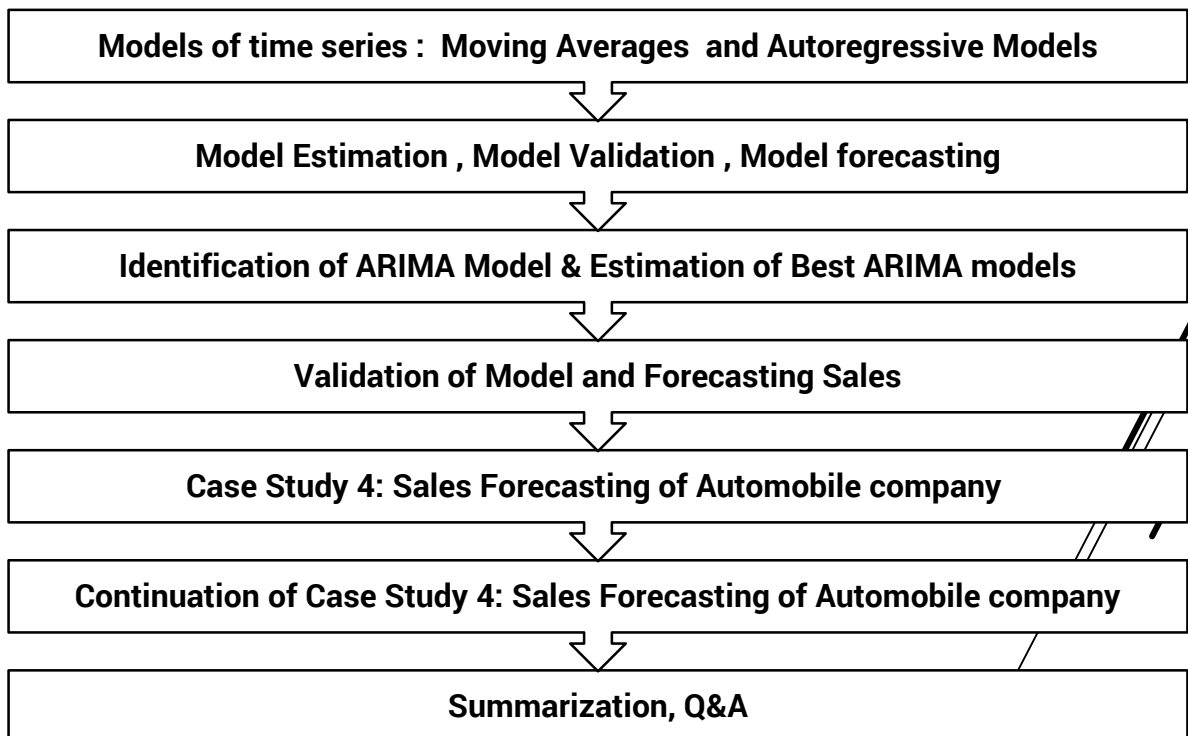 Models of time series :  Moving Averages  and Autoregressive Models
Model Estimation , Model Validation , Model forecasting
Identification of ARIMA Model & Estimation of Best ARIMA models
Validation of Model and Forecasting Sales
Case Study 4: Sales Forecasting of Automobile company
Continuation of Case Study 4: Sales Forecasting of Automobile company
Summarization, Q&A